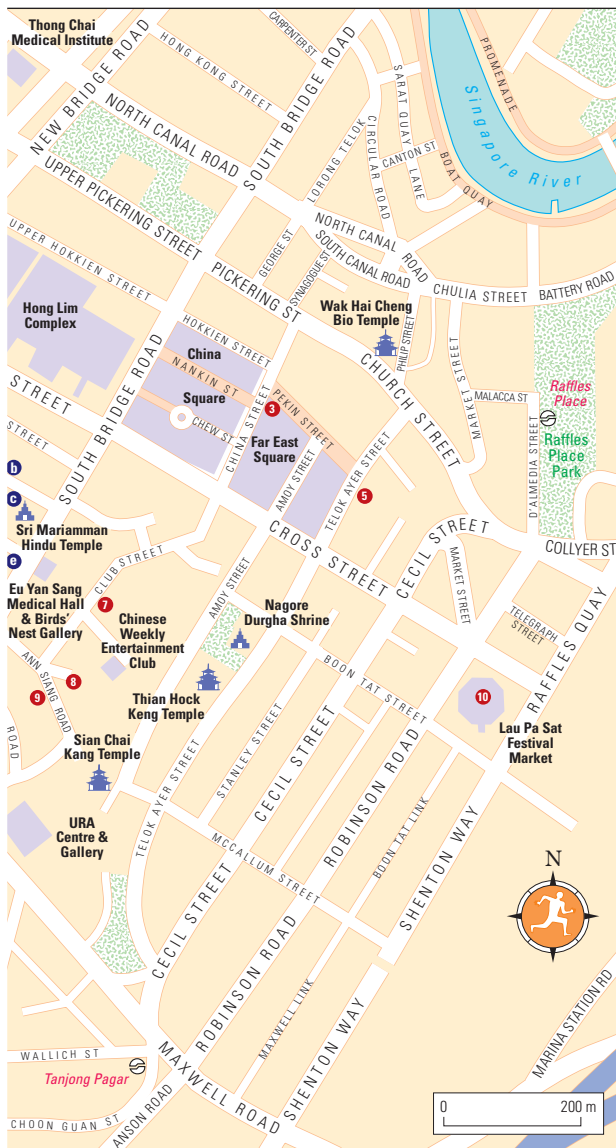 Thong Chai
Medical Institute
CARPENTER ST
HONG KONG STREET
NEW BRIDGE ROAD
NORTH CANAL ROAD
SOUTH BRIDGE ROAD
UPPER PICKERING STREET
LORONG TELOK
CIRCULAR ROAD
SARAT QUAY
LANE
CANTON ST
BOAT QUAY
PROMENADE
Singapore River
UPPER HOKKIEN STREET
PICKERING ST
GEORGE ST
SYNAGOGUE ST
NORTH CANAL
ROAD
SOUTH CANAL
ROAD
CHULIA STREET
BATTERY ROAD
Hong Lim
Complex
HOKKIEN STREET
Wak Hai Cheng
Bio Temple
PHILIP STREET
CHURCH STREET
MARKET STREET
MALACCA ST
Raffles
Place
Raffles
Place
Park
D'ALMEDIA STREET
China
Square
NANKIN ST
CHEW ST
CHINA STREET
3
PEKIN STREET
Far East
Square
AMOY STREET
TELOK AYER STREET
5
STREET
STREET
SOUTH BRIDGE ROAD
b
c
Sri Mariamman
Hindu Temple
e
Eu Yan Sang
Medical Hall
& Birds'
Nest Gallery
CLUB STREET
7
CROSS STREET
CECIL STREET
MARKET STREET
COLLYER ST
TELEGRAPH
STREET
RAFFLES QUAY
AMOY STREET
Nagore
Durgha Shrine
Chinese
Weekly
Entertainment
Club
ANN SIANG ROAD
8
9
ROAD
Thian Hock
Keng Temple
BOON TAT STREET
10
Lau Pa Sat
Festival
Market
Sian Chai
Kang Temple
STANLEY STREET
CECIL STREET
ROBINSON ROAD
BOON TAT LINK
SHENTON WAY
URA
Centre &
Gallery
TELOK AYER STREET
MCCALLUM STREET
N
CECIL STREET
ROBINSON ROAD
MAXWELL LINK
SHENTON WAY
MARINA STATION RD
WALLICH ST
Tanjong Pagar
MAXWELL ROAD
CHOON GUAN ST
ANSON ROAD
0
200 m